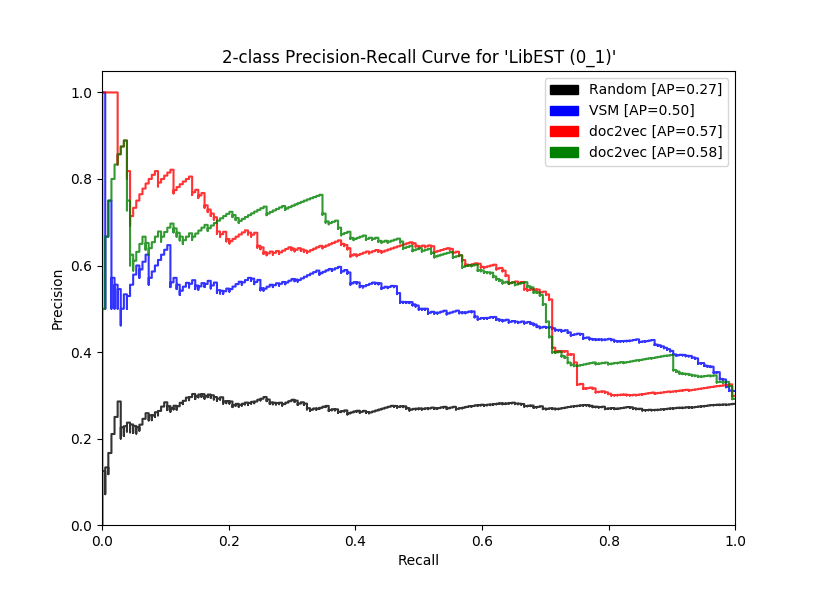 2-class Precision-Recall Curve for 'LibEST (0_1)'
Random [AP=0.27]
VSM [AP=0.50]
doc2vec [AP=0.57]
doc2vec [AP=0.58]
Precision
1.0
0.8
0.6
0.4
0.2
0.0
0.0 0.2 0.4 0.6 0.8 1.0
Recall